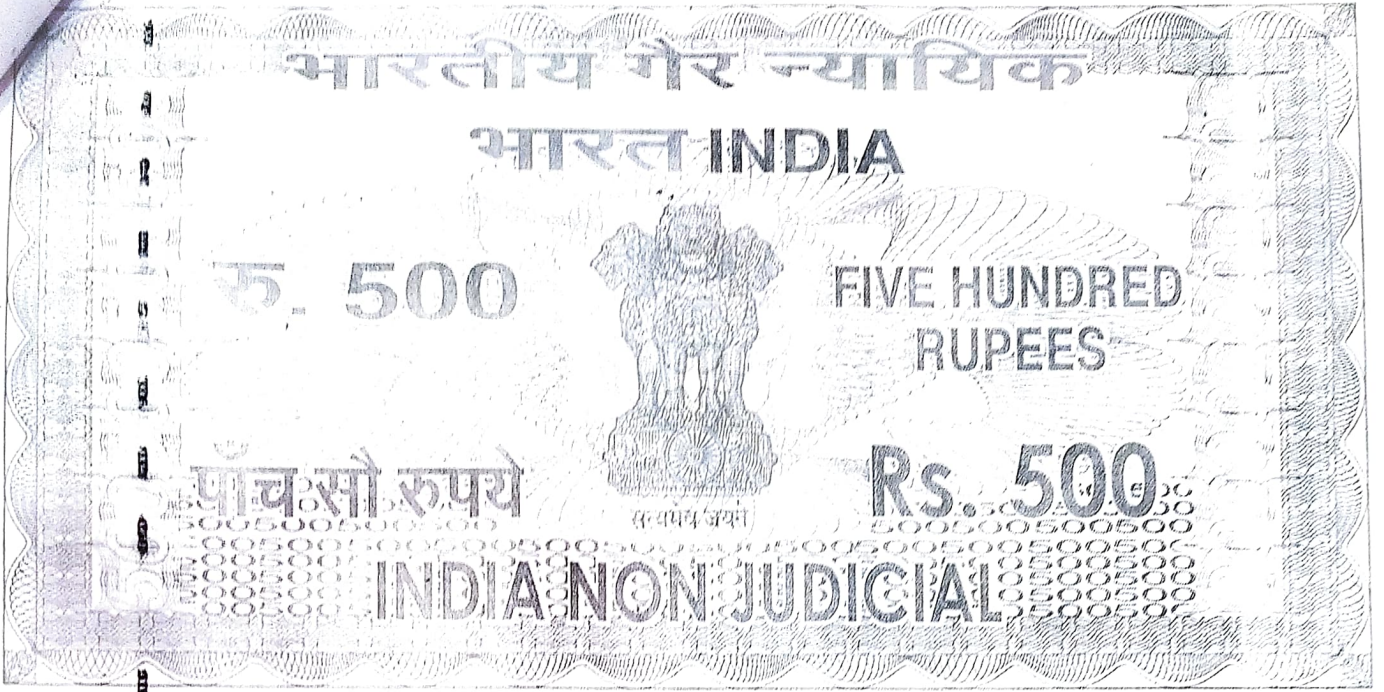 भारतीय गैर न्यायिक
भारत INDIA
रु. 500
FIVE HUNDRED
RUPEES
पाँच सौ रुपये
Rs. 500
सत्यमेव जयते
INDIA NON JUDICIAL